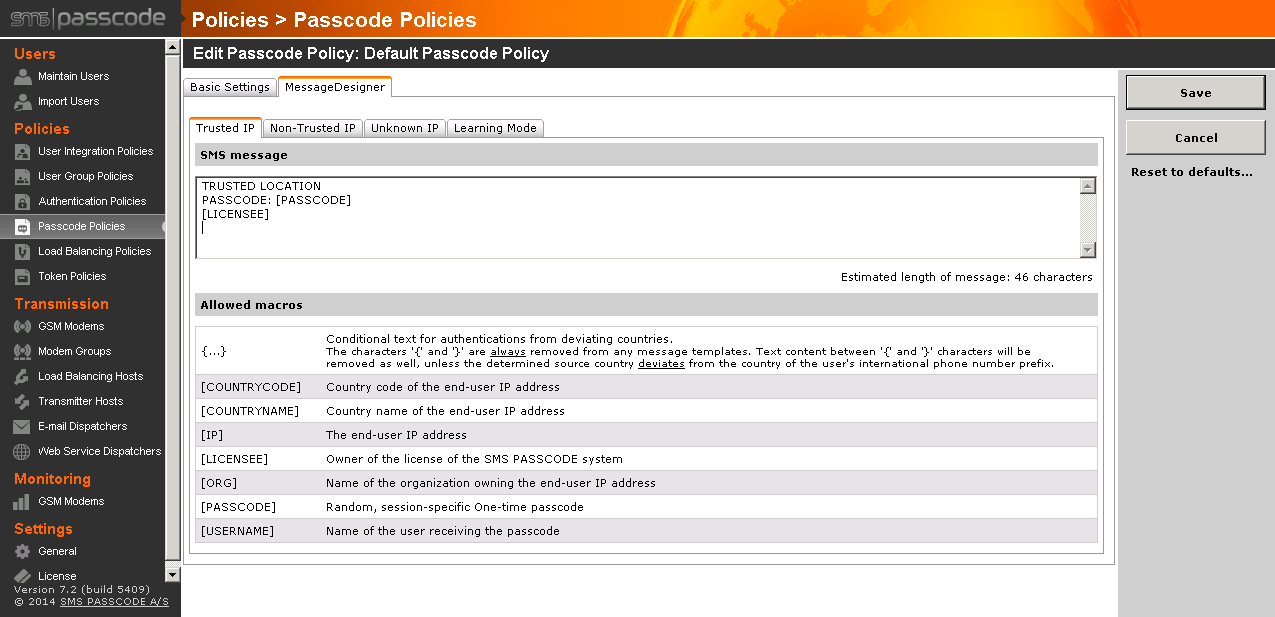 sms|passcode
Policies > Passcode Policies
Users
Maintain Users
Import Users
Policies
User Integration Policies
User Group Policies
Authentication Policies
Passcode Policies
Load Balancing Policies
Token Policies
Transmission
GSM Modems
Modem Groups
Load Balancing Hosts
Transmitter Hosts
E-mail Dispatchers
Web Service Dispatchers
Monitoring
GSM Modems
Settings
General
License
Version 7.2 (build 5409)
© 2014 SMS PASSCODE A/S
Edit Passcode Policy: Default Passcode Policy
Basic Settings MessageDesigner
Trusted IP Non-Trusted IP Unknown IP Learning Mode
SMS message
TRUSTED LOCATION
PASSCODE: [PASSCODE]
[LICENSEE]
Estimated length of message: 46 characters
Allowed macros
{...} Conditional text for authentications from deviating countries.
The characters '{' and '}' are always removed from any message templates. Text content between '{' and '}' characters will be
removed as well, unless the determined source country deviates from the country of the user's international phone number prefix.
[COUNTRYCODE] Country code of the end-user IP address
[COUNTRYNAME] Country name of the end-user IP address
[IP] The end-user IP address
[LICENSEE] Owner of the license of the SMS PASSCODE system
[ORG] Name of the organization owning the end-user IP address
[PASSCODE] Random, session-specific One-time passcode
[USERNAME] Name of the user receiving the passcode
Save
Cancel
Reset to defaults...